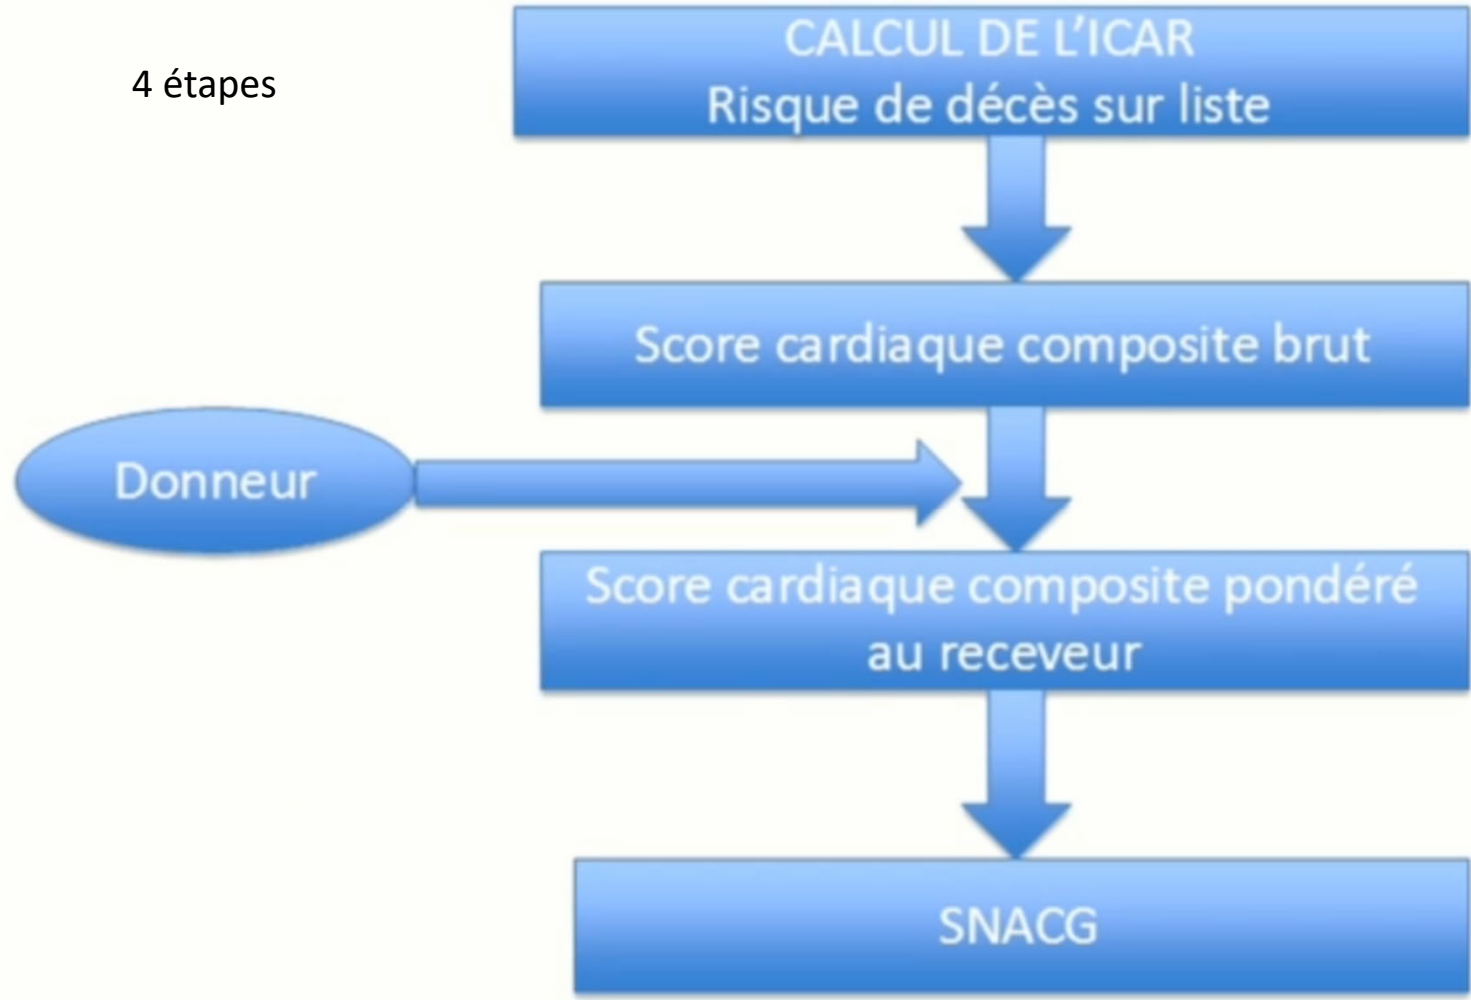 4 étapes
CALCUL DE L'ICAR
Risque de décès sur liste
Score cardiaque composite brut
Donneur
Score cardiaque composite pondéré
au receveur
SNACG